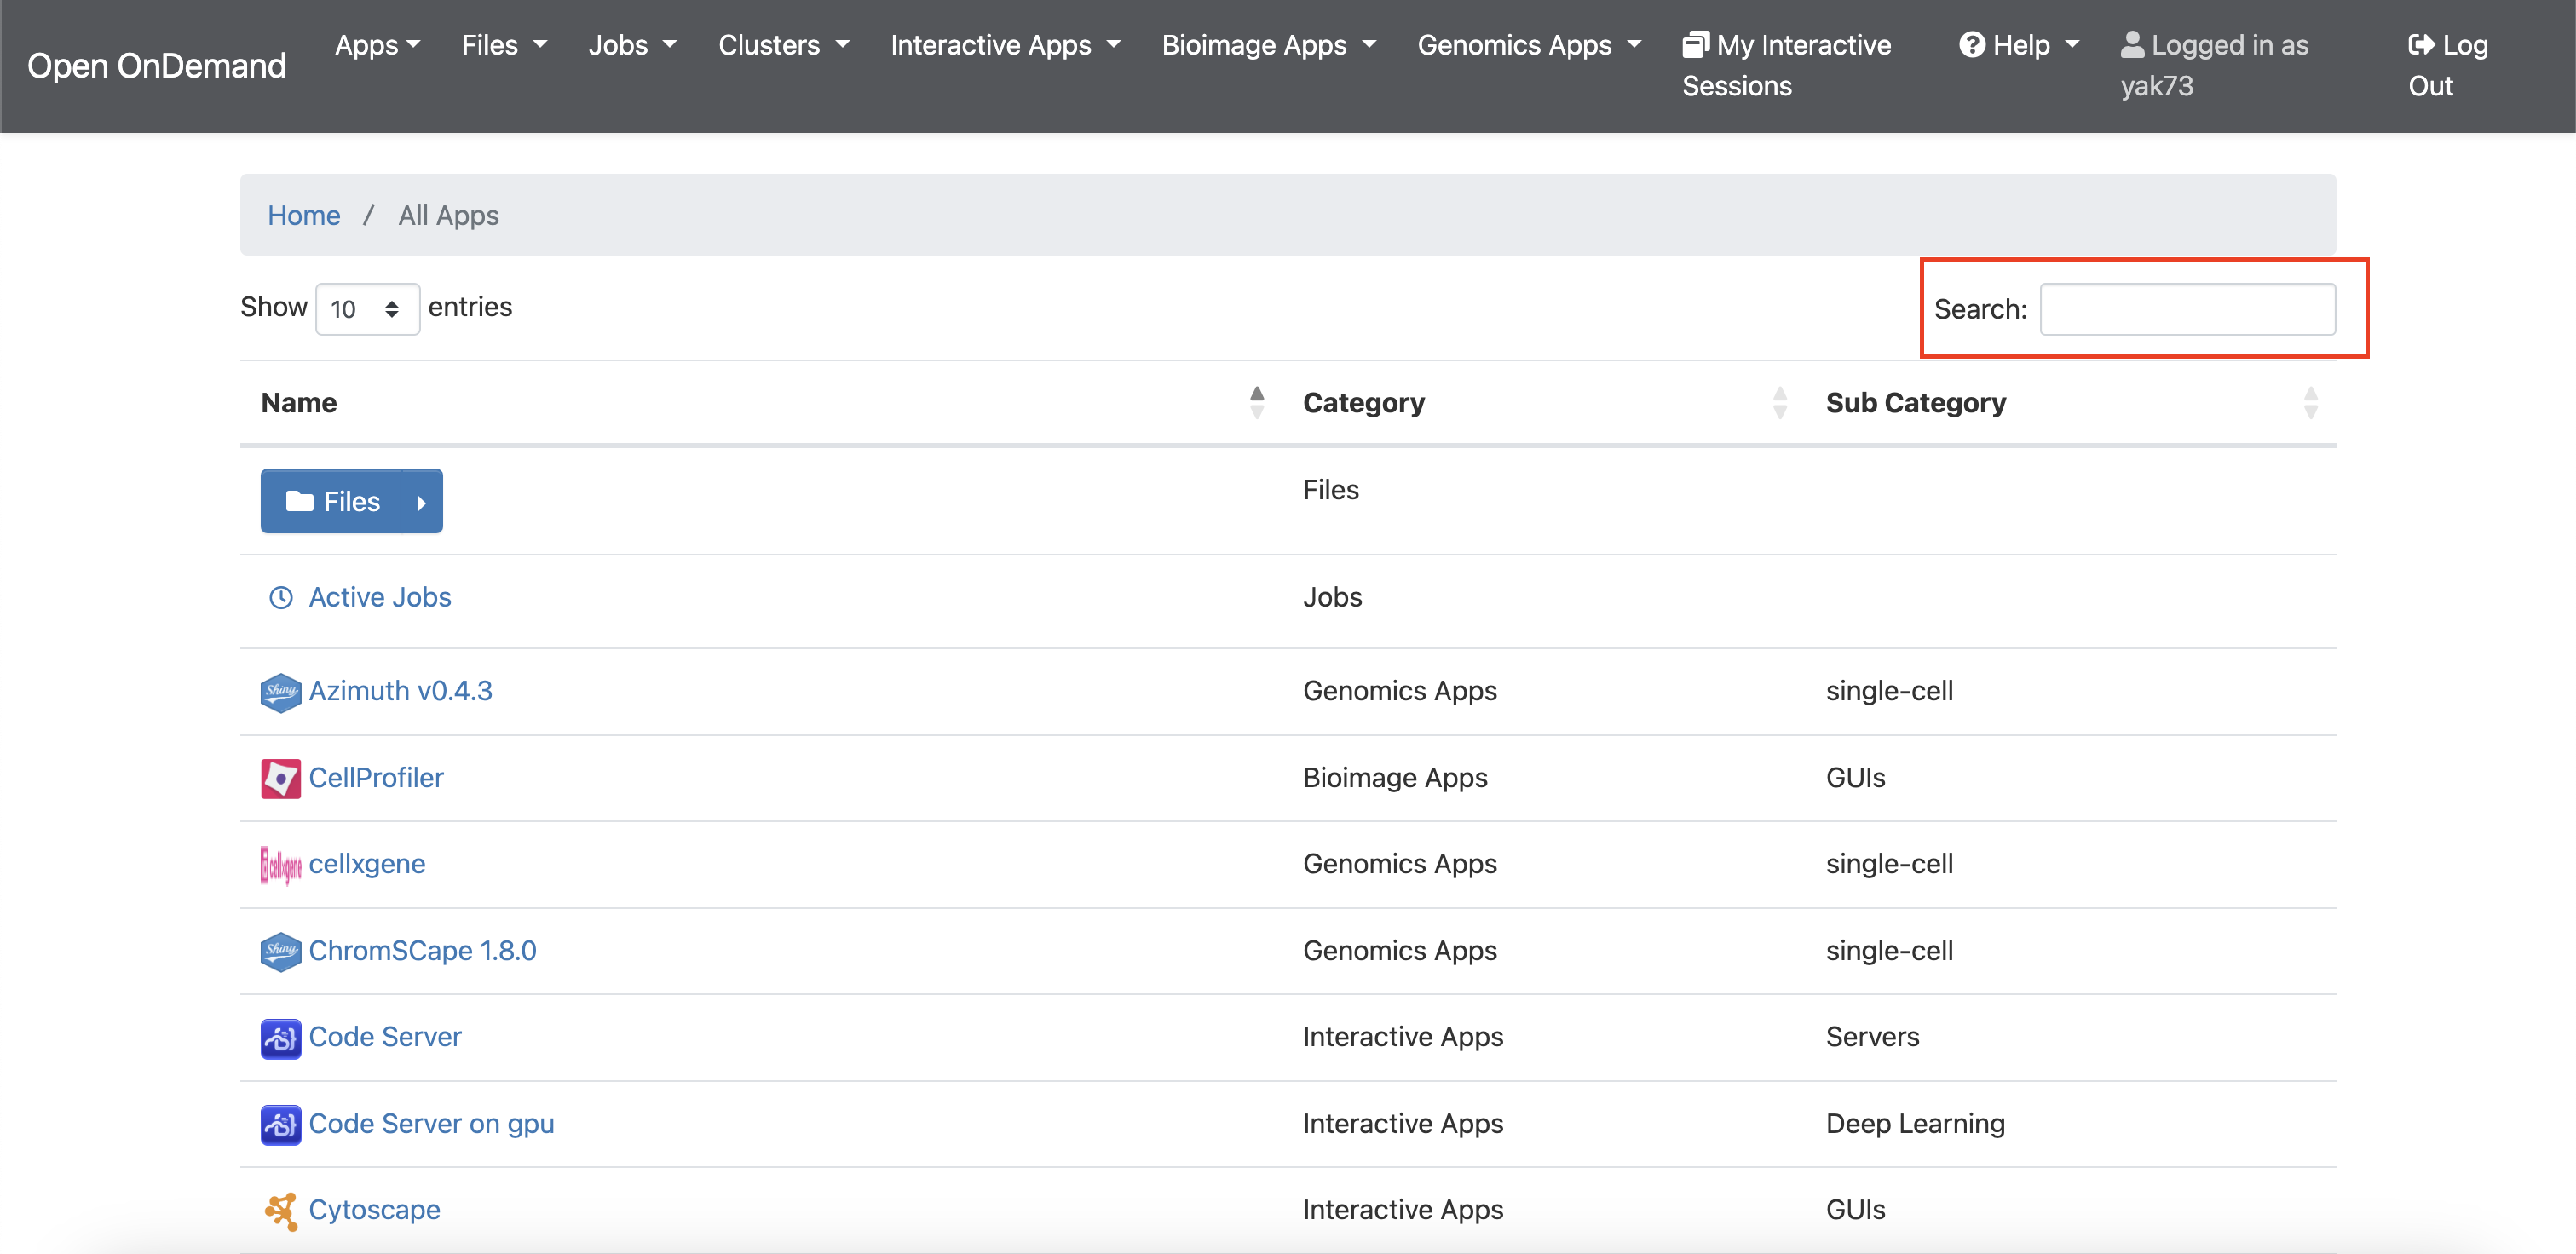 Open OnDemand
Apps Files Jobs Clusters Interactive Apps Bioimage Apps Genomics Apps My Interactive Sessions Help Logged in as yak73 Log Out
Home / All Apps
Show 10 entries Search:
Name Category Sub Category
Files Files
Active Jobs Jobs
Shiny Azimuth v0.4.3 Genomics Apps single-cell
CellProfiler Bioimage Apps GUIs
cellxgene cellxgene Genomics Apps single-cell
Shiny ChromSCape 1.8.0 Genomics Apps single-cell
Code Server Interactive Apps Servers
Code Server on gpu Interactive Apps Deep Learning
Cytoscape Interactive Apps GUIs